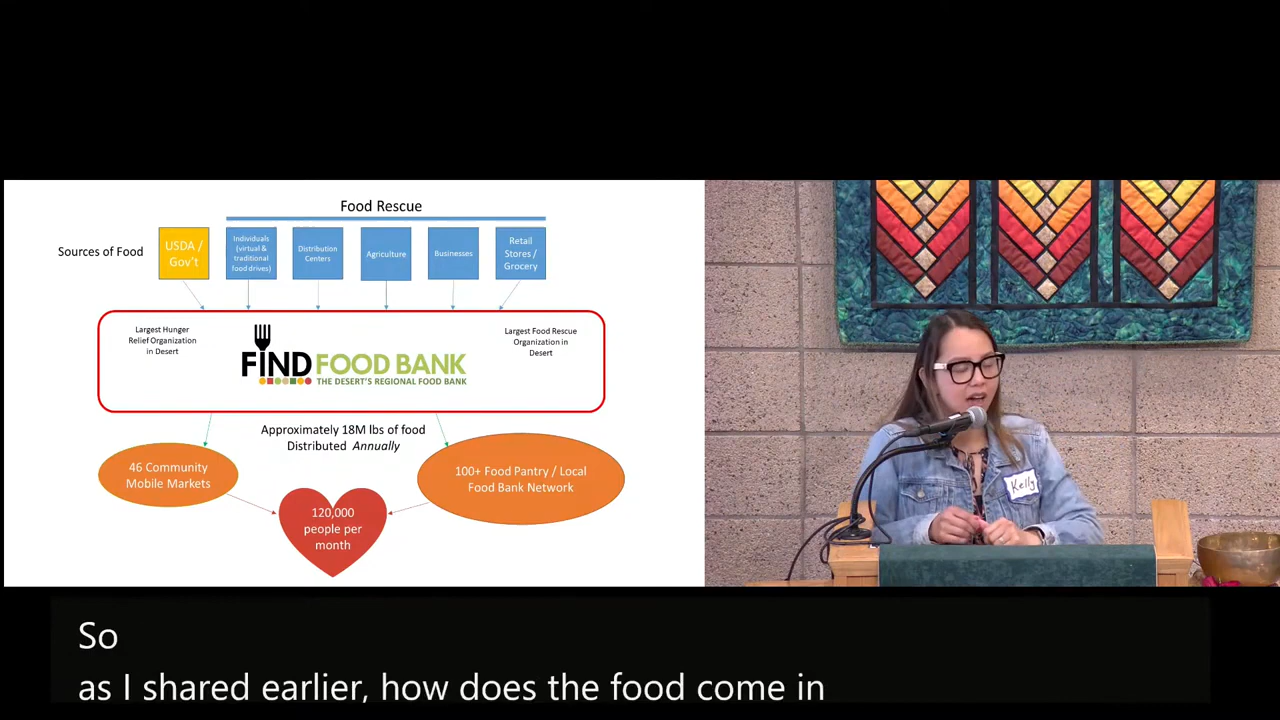 Food Rescue
Sources of Food
USDA /
Gov't
Individuals
(virtual &
traditional
food drives)
Distribution
Centers
Agriculture
Businesses
Retail
Stores /
Grocery
Largest Hunger
Relief Organization
in Desert
FIND FOOD BANK
THE DESERT'S REGIONAL FOOD BANK
Largest Food Rescue
Organization in
Desert
Approximately 18M lbs of food
Distributed Annually
46 Community
Mobile Markets
100+ Food Pantry / Local
Food Bank Network
120,000
people per
month
Kelly
So
as I shared earlier, how does the food come in